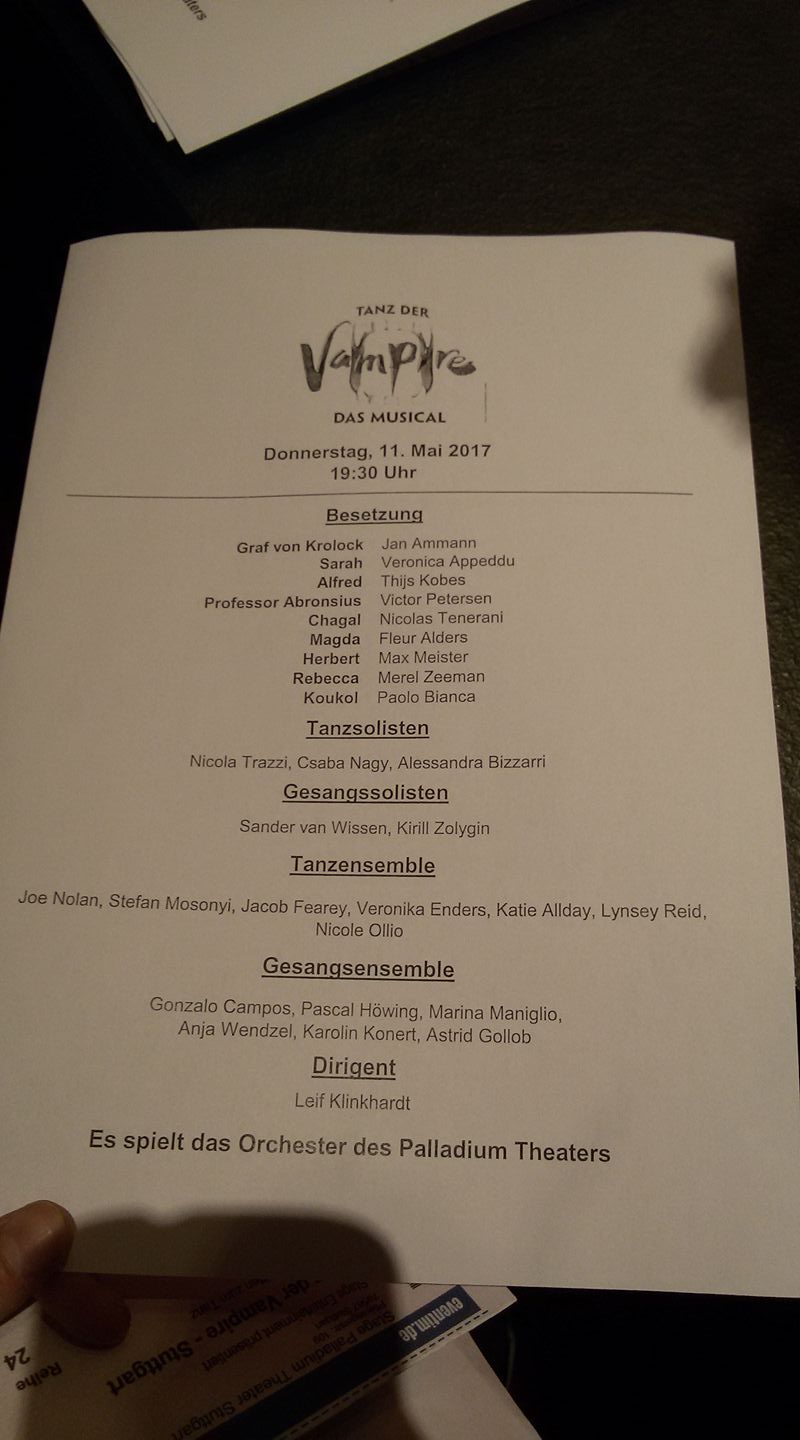 aters
TANZ DER
Vampire
DAS MUSICAL
Donnerstag, 11. Mai 2017
19:30 Uhr
Besetzung
Graf von Krolock Jan Ammann
Sarah Veronica Appeddu
Alfred Thijs Kobes
Professor Abronsius Victor Petersen
Chagal Nicolas Tenerani
Magda Fleur Alders
Herbert Max Meister
Rebecca Merel Zeeman
Koukol Paolo Bianca
Tanzsolisten
Nicola Trazzi, Csaba Nagy, Alessandra Bizzarri
Gesangssolisten
Sander van Wissen, Kirill Zolygin
Tanzensemble
Joe Nolan, Stefan Mosonyi, Jacob Fearey, Veronika Enders, Katie Allday, Lynsey Reid,
Nicole Ollio
Gesangsensemble
Gonzalo Campos, Pascal Höwing, Marina Maniglio,
Anja Wendzel, Karolin Konert, Astrid Gollob
Dirigent
Leif Klinkhardt
Es spielt das Orchester des Palladium Theaters
eventim.de
Stage Palladium Theater Stuttgart
Stage Entertainment präsentiert
der Vampire - Stuttgart
zum Tanz
Reihe
24